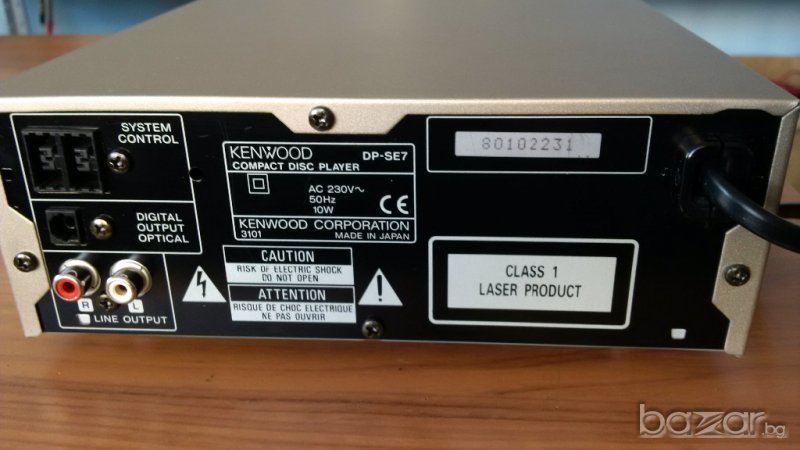 SYSTEM
CONTROL
DIGITAL
OUTPUT
OPTICAL
R L
LINE OUTPUT
KENWOOD DP-SE7
COMPACT DISC PLAYER
AC 230V~
50Hz
10W
CE
KENWOOD CORPORATION
3101 MADE IN JAPAN
CAUTION
RISK OF ELECTRIC SHOCK
DO NOT OPEN
ATTENTION
RISQUE DE CHOC ELECTRIQUE
NE PAS OUVRIR
80102231
CLASS 1
LASER PRODUCT
bazar.bg